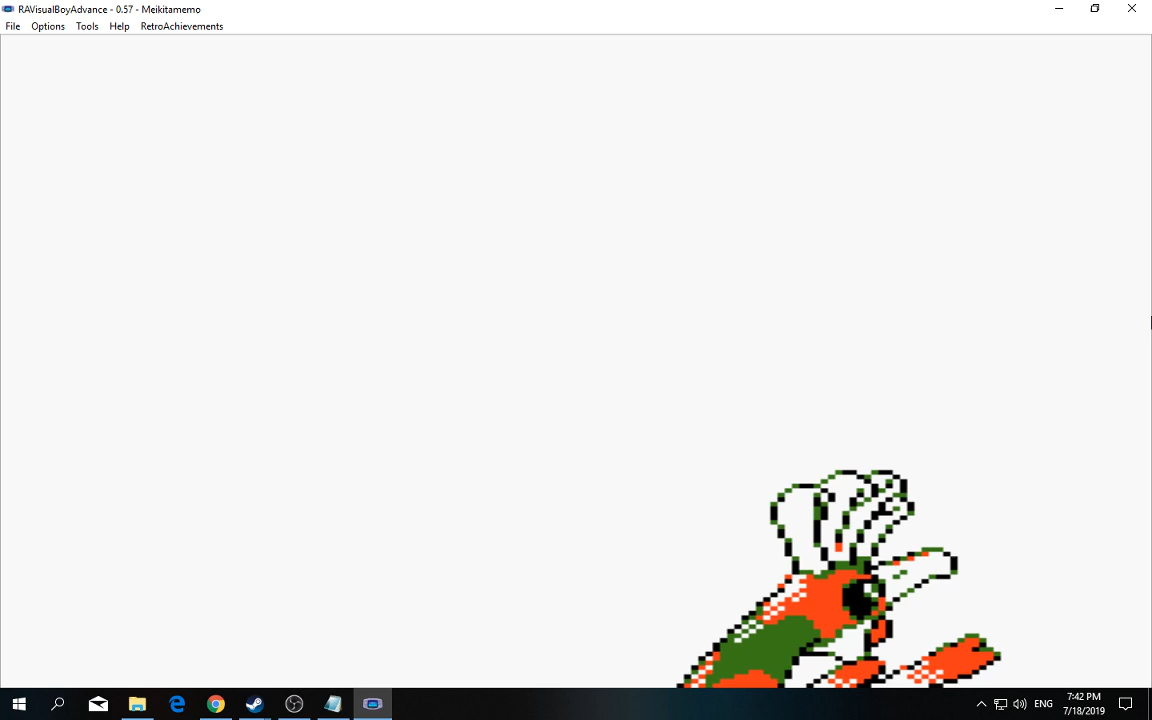 RAVisualBoyAdvance - 0.57 - Meikitamemo
File Options Tools Help RetroAchievements
ENG
7:42 PM
7/18/2019